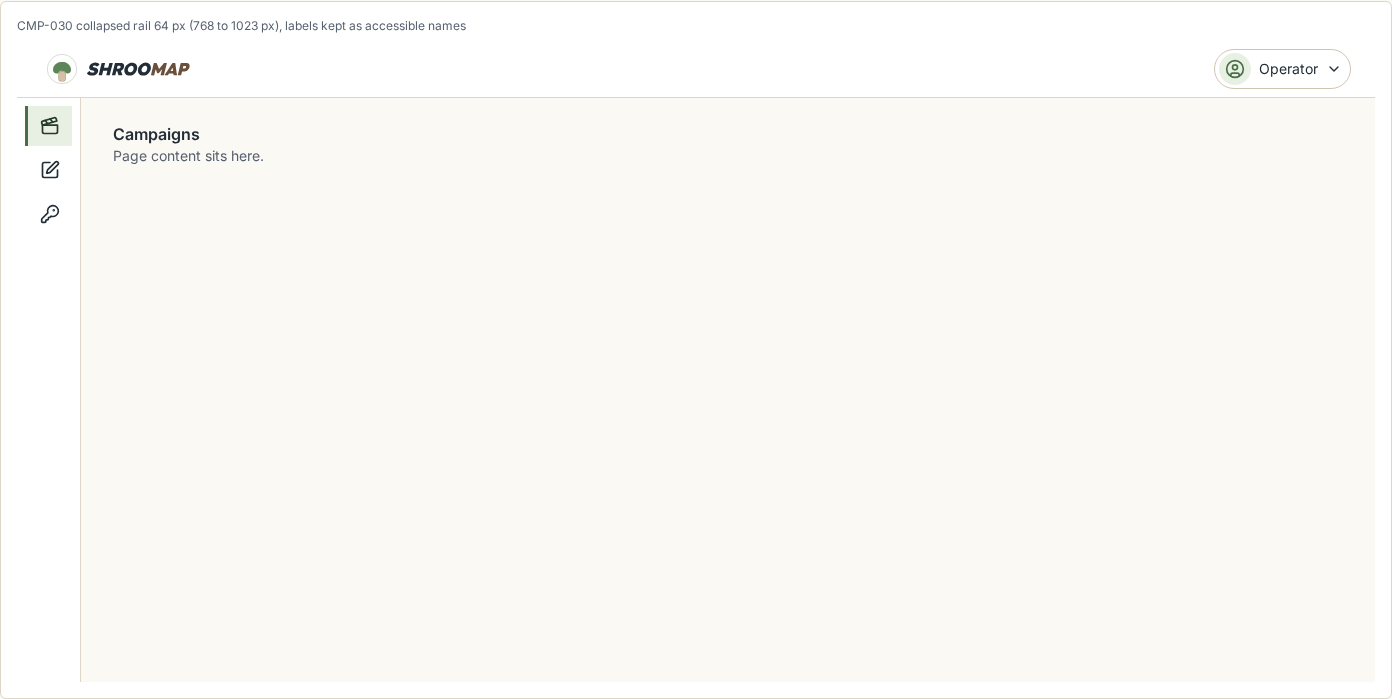 CMP-030 collapsed rail 64 px (768 to 1023 px), labels kept as accessible names
SHROOMAP
Operator
Campaigns
Page content sits here.